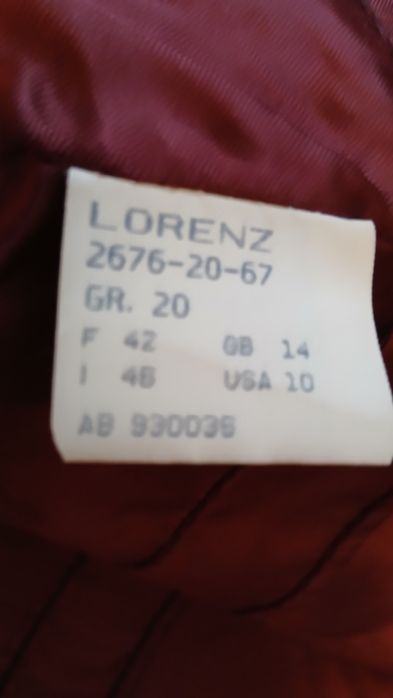 LORENZ
2676-20-67
GR. 20
F 42 GB 14
I 46 USA 10
AB 930036